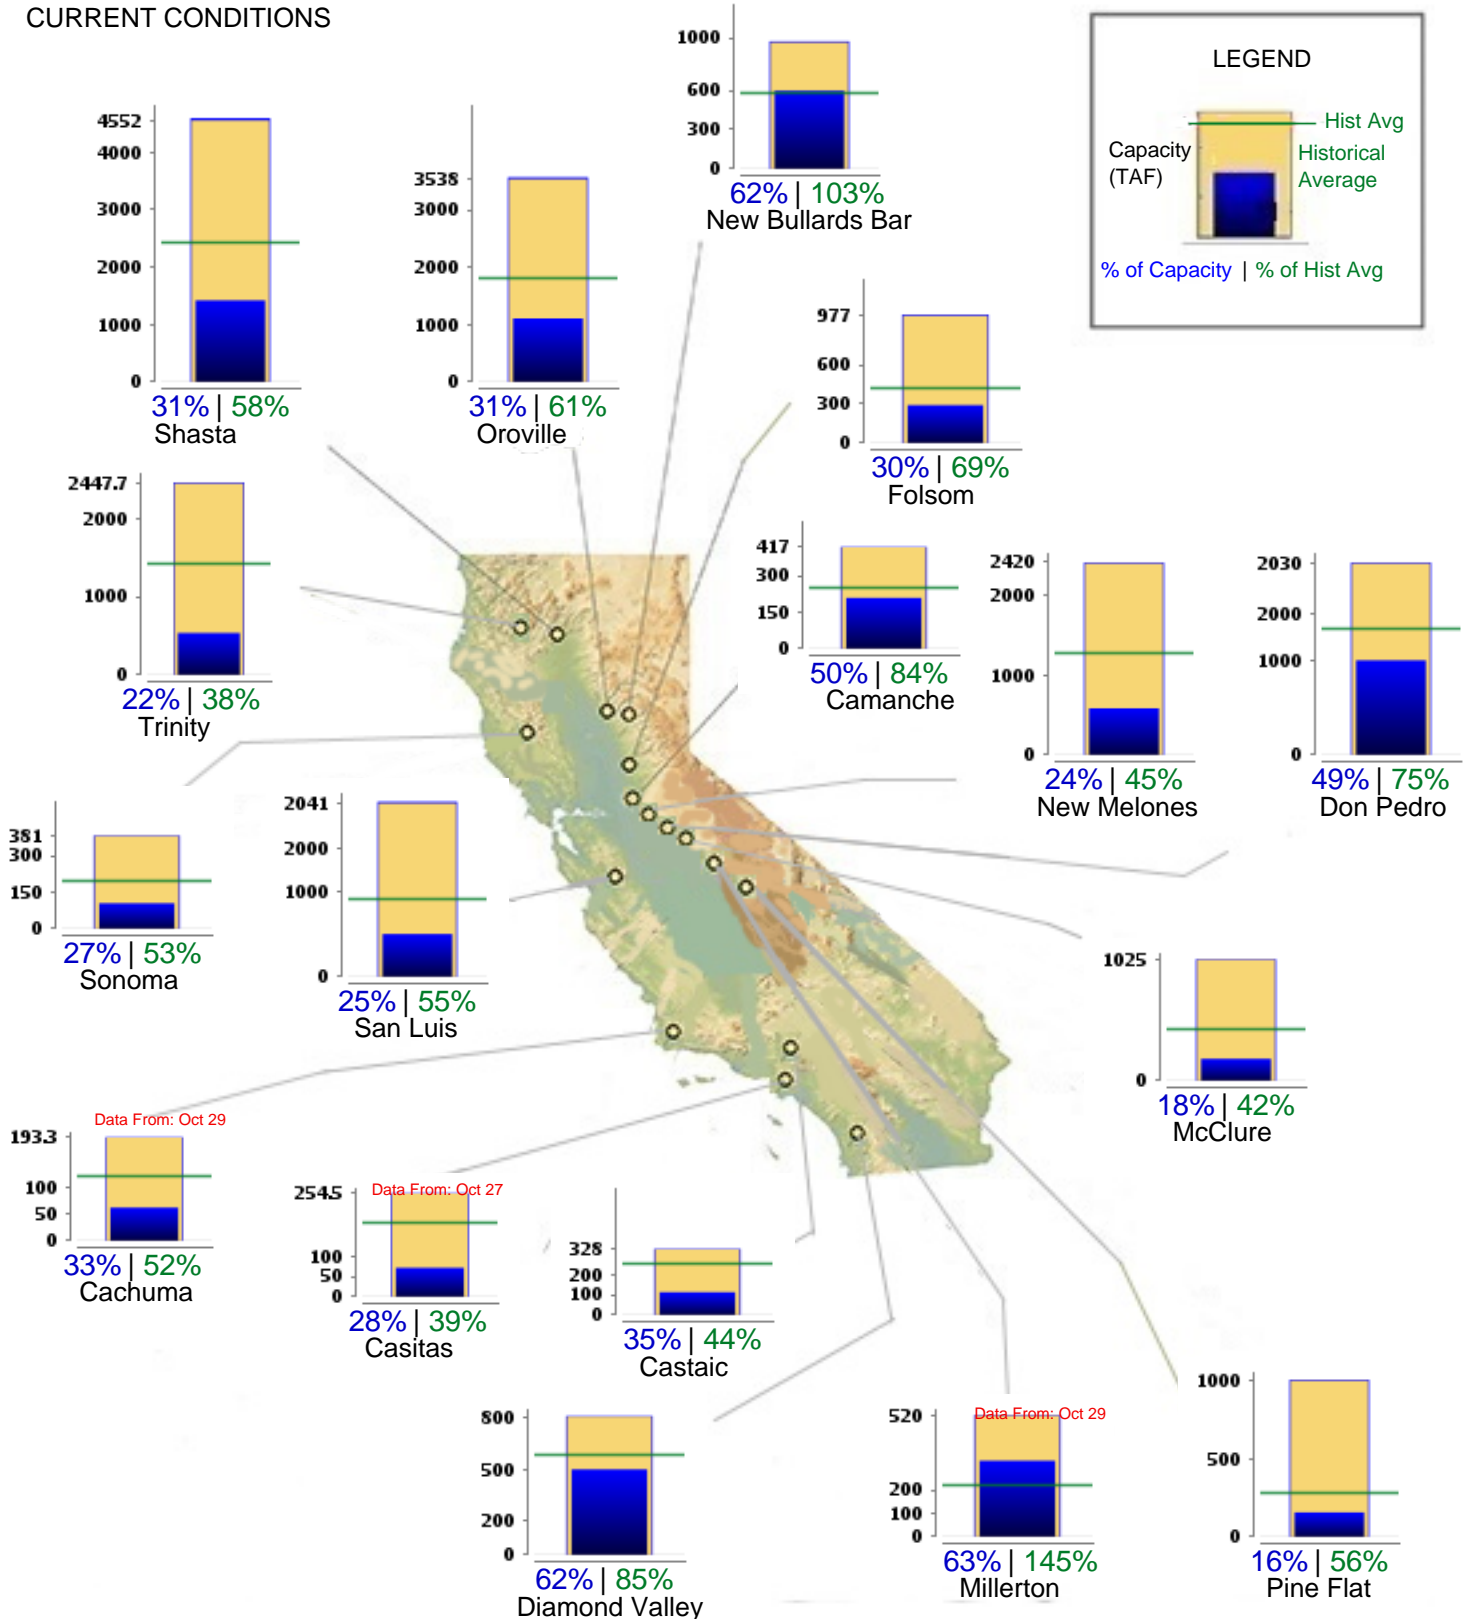 CURRENT CONDITIONS
1000
600
300
0
62% | 103%
New Bullards Bar
LEGEND
Hist Avg
Capacity
(TAF)
Historical
Average
% of Capacity | % of Hist Avg
4552
4000
3000
2000
1000
0
31% | 58%
Shasta
3538
3000
2000
1000
0
31% | 61%
Oroville
977
600
300
0
30% | 69%
Folsom
2447.7
2000
1000
0
22% | 38%
Trinity
417
300
150
0
50% | 84%
Camanche
2420
2000
1000
0
24% | 45%
New Melones
2030
2000
1000
0
49% | 75%
Don Pedro
381
300
150
0
27% | 53%
Sonoma
2041
2000
1000
0
25% | 55%
San Luis
1025
0
18% | 42%
McClure
Data From: Oct 29
193.3
100
50
0
33% | 52%
Cachuma
Data From: Oct 27
254.5
100
50
0
28% | 39%
Casitas
328
200
100
0
35% | 44%
Castaic
800
500
200
0
62% | 85%
Diamond Valley
Data From: Oct 29
520
200
100
0
63% | 145%
Millerton
1000
500
0
16% | 56%
Pine Flat